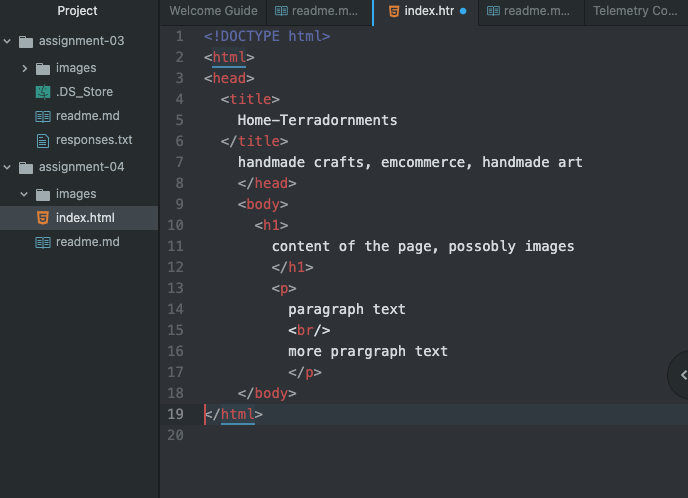 Project
assignment-03
images
.DS_Store
readme.md
responses.txt
assignment-04
images
index.html
readme.md
Welcome Guide
readme.m...
index.htr
readme.m...
Telemetry Co...
1 <!DOCTYPE html>
2 <html>
3 <head>
4 <title>
5 Home-Terradornments
6 </title>
7 handmade crafts, emcommerce, handmade art
8 </head>
9 <body>
10 <h1>
11 content of the page, possobly images
12 </h1>
13 <p>
14 paragraph text
15 <br/>
16 more prargraph text
17 </p>
18 </body>
19 </html>
20